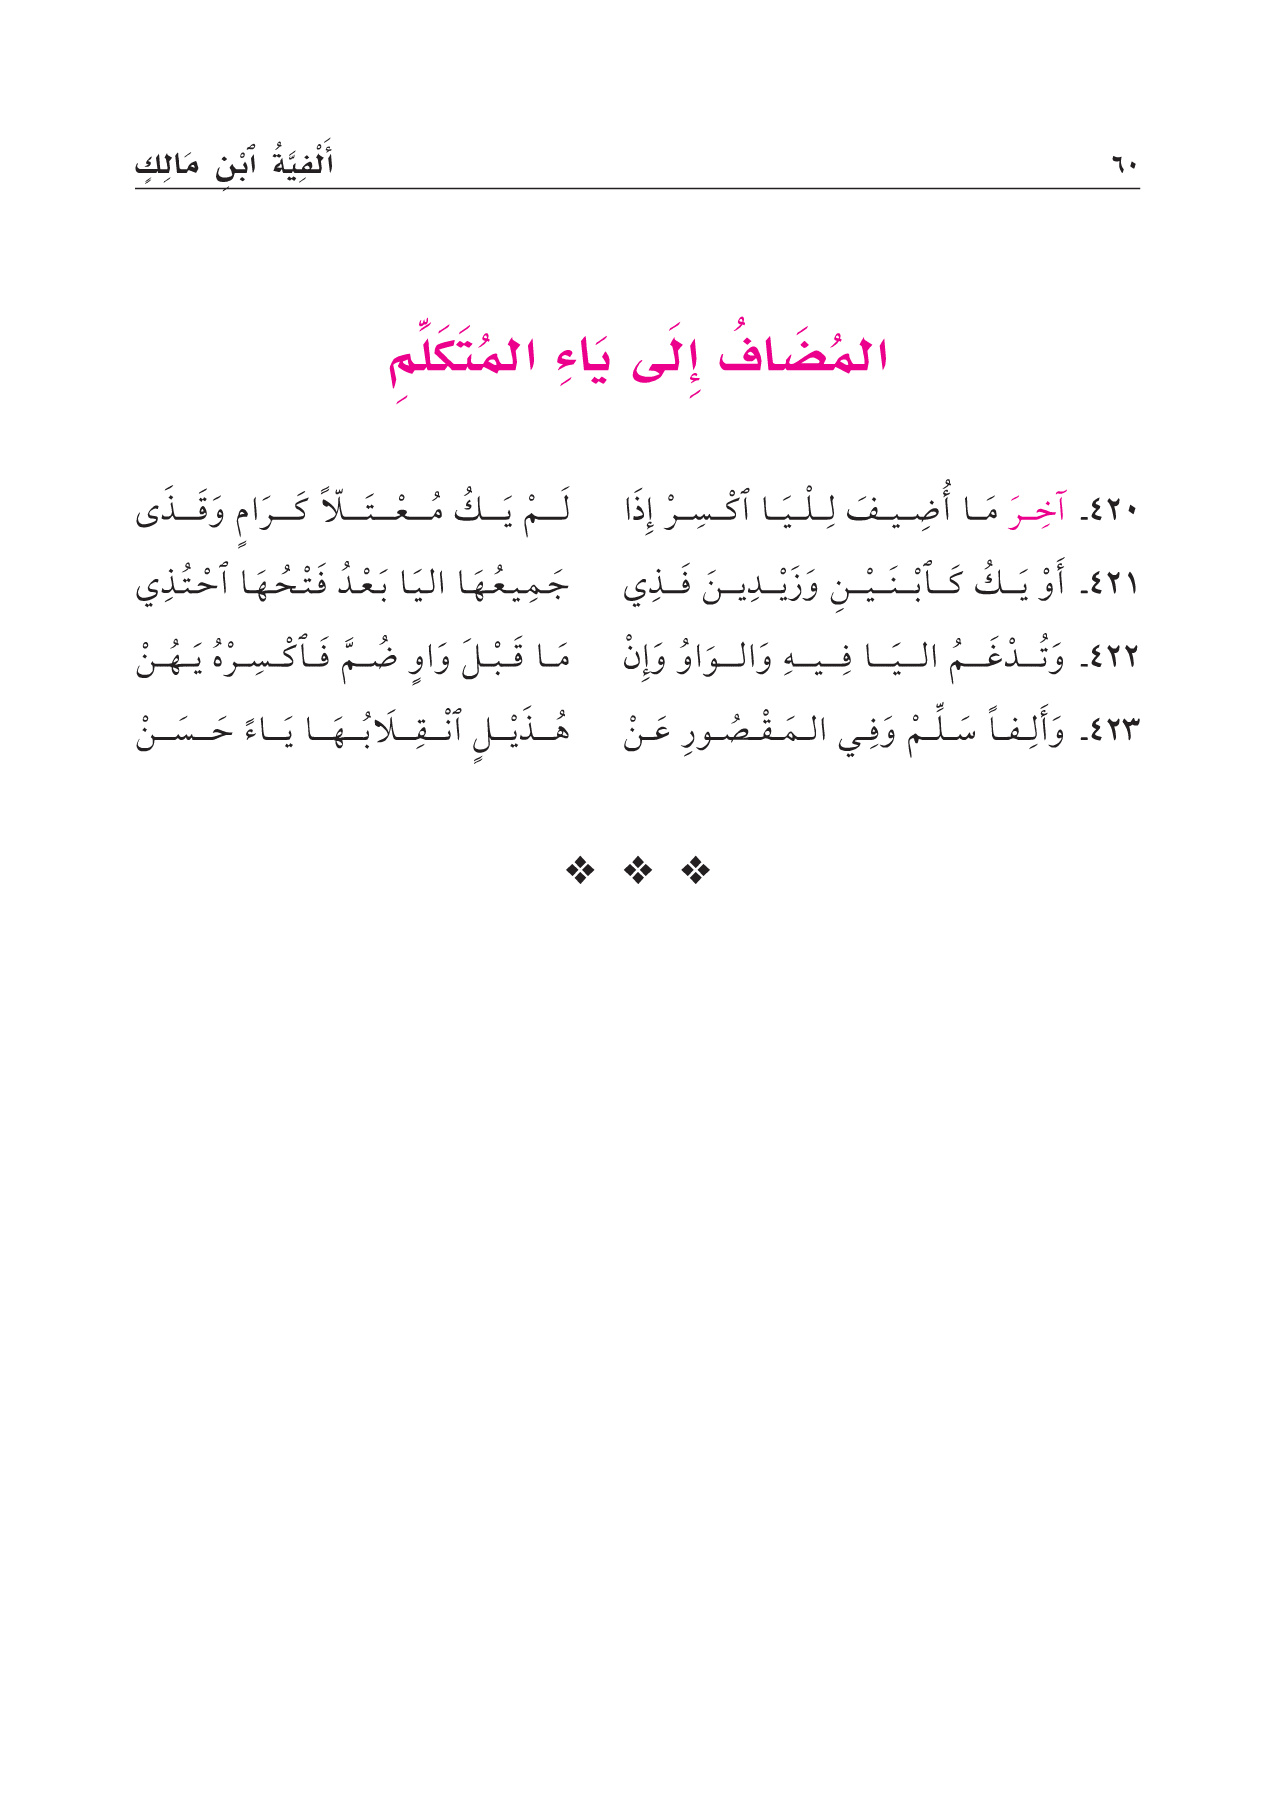 ٦٠ أَلْفِيَّةُ ٱبْنِ مَالِكٍ
المُضَافُ إِلَى يَاءِ المُتَكَلِّمِ
٤٢٠ـ آخِرَ مَا أُضِيفَ لِلْيَا ٱكْسِرْ إِذَا لَمْ يَكُ مُعْتَلّاً كَرَامٍ وَقَذَى
٤٢١ـ أَوْ يَكُ كَٱبْنَيْنِ وَزَيْدِينَ فَذِي جَمِيعُهَا اليَا بَعْدُ فَتْحُهَا ٱحْتُذِي
٤٢٢ـ وَتُدْغَمُ اليَا فِيهِ وَالوَاوُ وَإِنْ مَا قَبْلَ وَاوٍ ضُمَّ فَٱكْسِرْهُ يَهُنْ
٤٢٣ـ وَأَلِفاً سَلِّمْ وَفِي المَقْصُورِ عَنْ هُذَيْلٍ ٱنْقِلَابُهَا يَاءً حَسَنْ